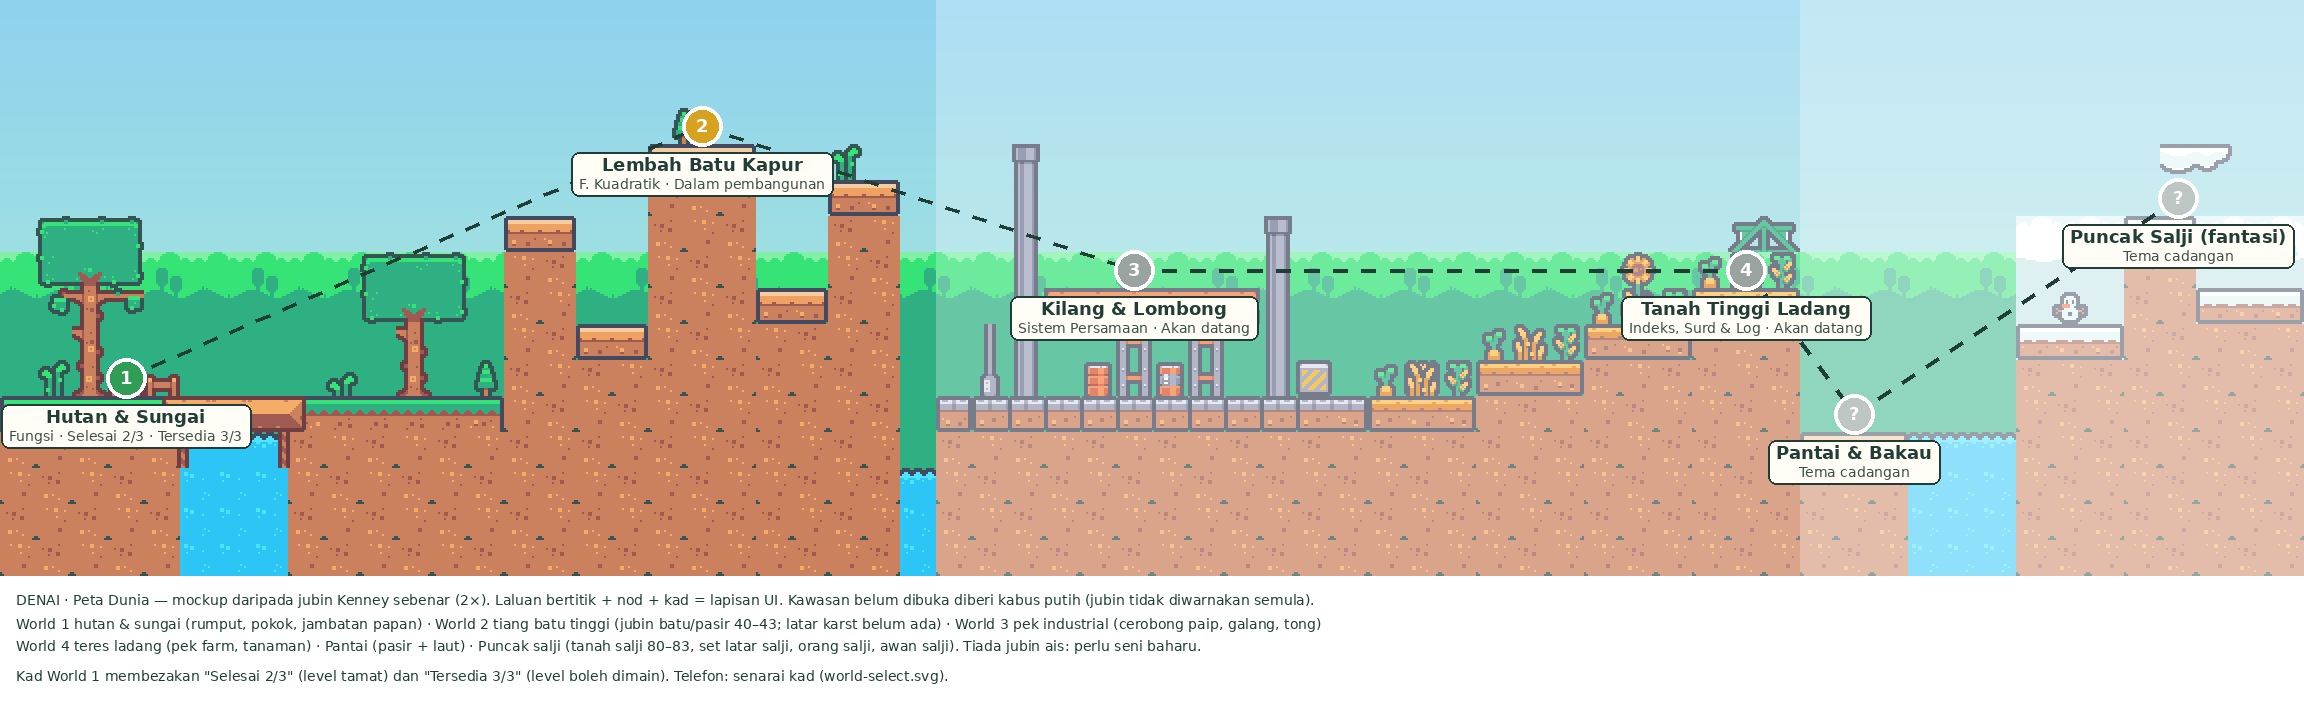 2
Lembah Batu Kapur
F. Kuadratik · Dalam pembangunan
?
Puncak Salji (fantasi)
Tema cadangan
3
Kilang & Lombong
Sistem Persamaan · Akan datang
4
Tanah Tinggi Ladang
Indeks, Surd & Log · Akan datang
1
Hutan & Sungai
Fungsi · Selesai 2/3 · Tersedia 3/3
?
Pantai & Bakau
Tema cadangan
DENAI · Peta Dunia — mockup daripada jubin Kenney sebenar (2×). Laluan bertitik + nod + kad = lapisan UI. Kawasan belum dibuka diberi kabus putih (jubin tidak diwarnakan semula).
World 1 hutan & sungai (rumput, pokok, jambatan papan) · World 2 tiang batu tinggi (jubin batu/pasir 40–43; latar karst belum ada) · World 3 pek industrial (cerobong paip, galang, tong)
World 4 teres ladang (pek farm, tanaman) · Pantai (pasir + laut) · Puncak salji (tanah salji 80–83, set latar salji, orang salji, awan salji). Tiada jubin ais: perlu seni baharu.
Kad World 1 membezakan "Selesai 2/3" (level tamat) dan "Tersedia 3/3" (level boleh dimain). Telefon: senarai kad (world-select.svg).